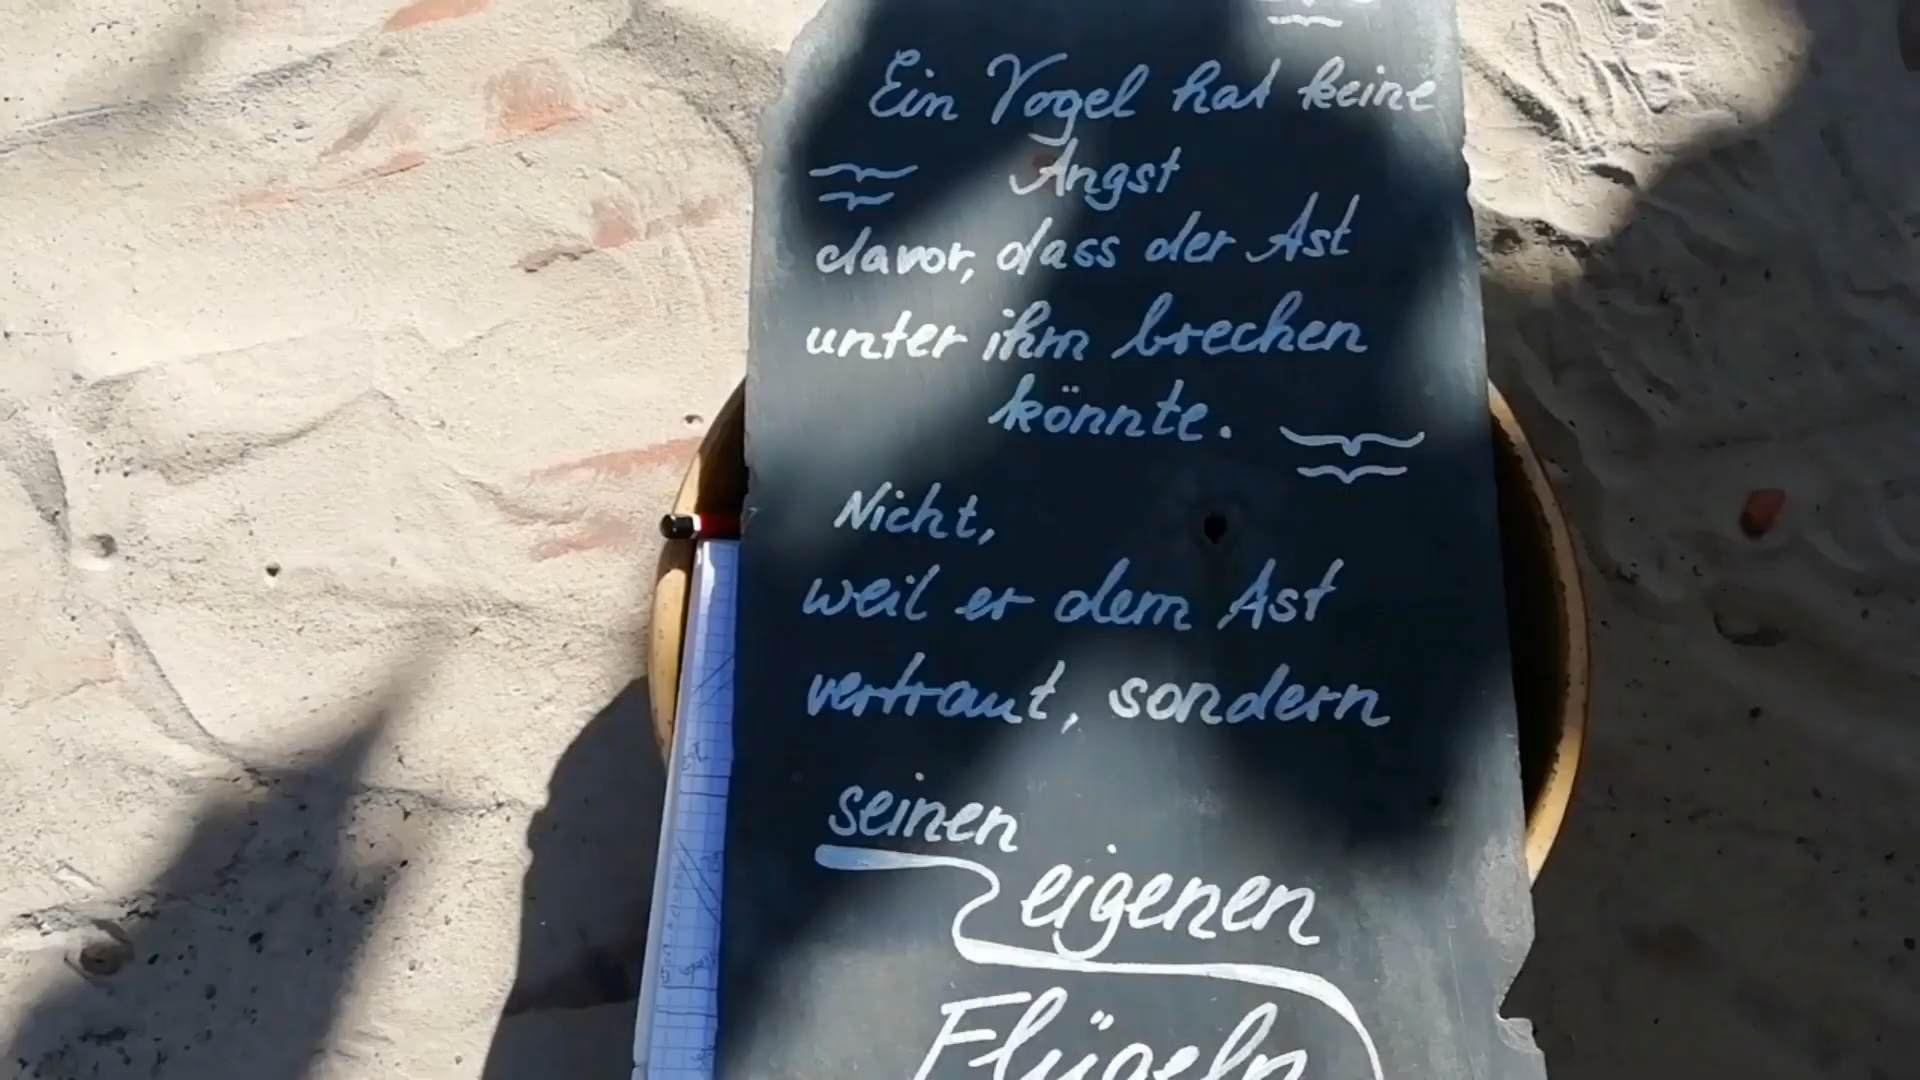 Ein Vogel hat keine
Angst
davor, dass der Ast
unter ihm brechen
könnte.
Nicht,
weil er dem Ast
vertraut, sondern
seinen
eigenen
Flügeln